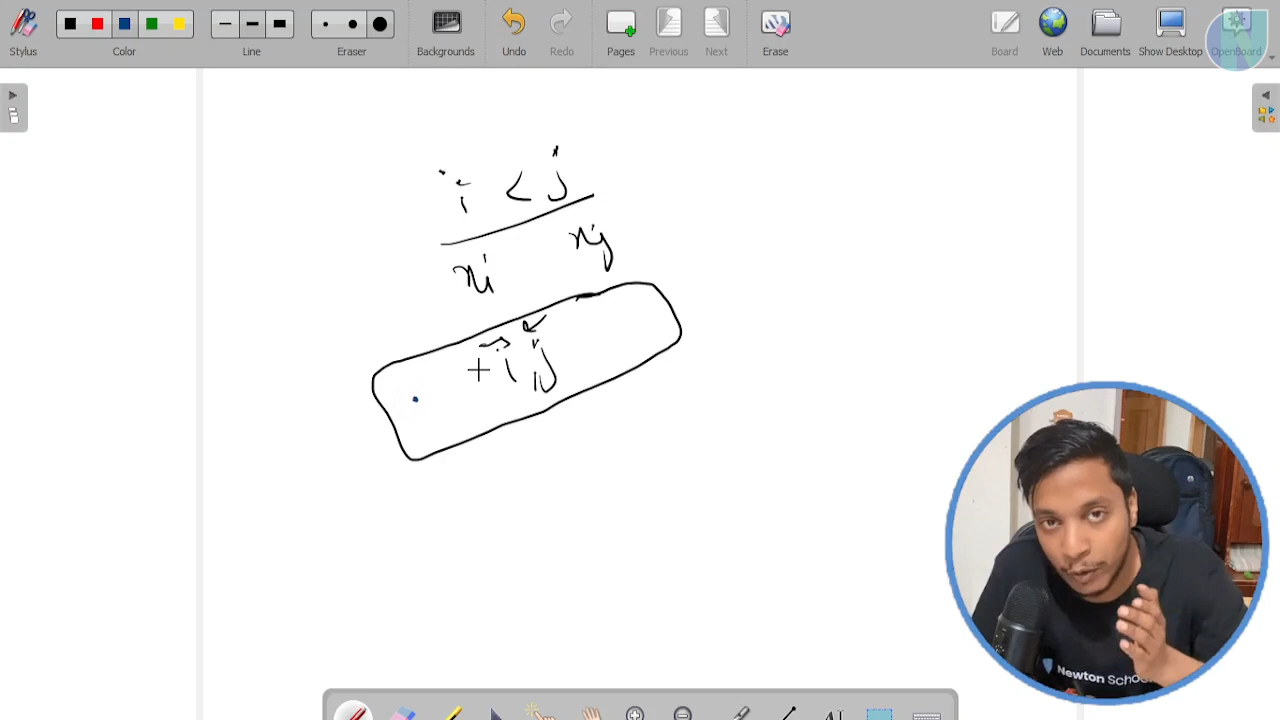 Stylus Color Line Eraser Backgrounds Undo Redo Pages Previous Next Erase Board Web Documents Show Desktop OpenBoard
i < j
xi xj
+ i j
Newton School